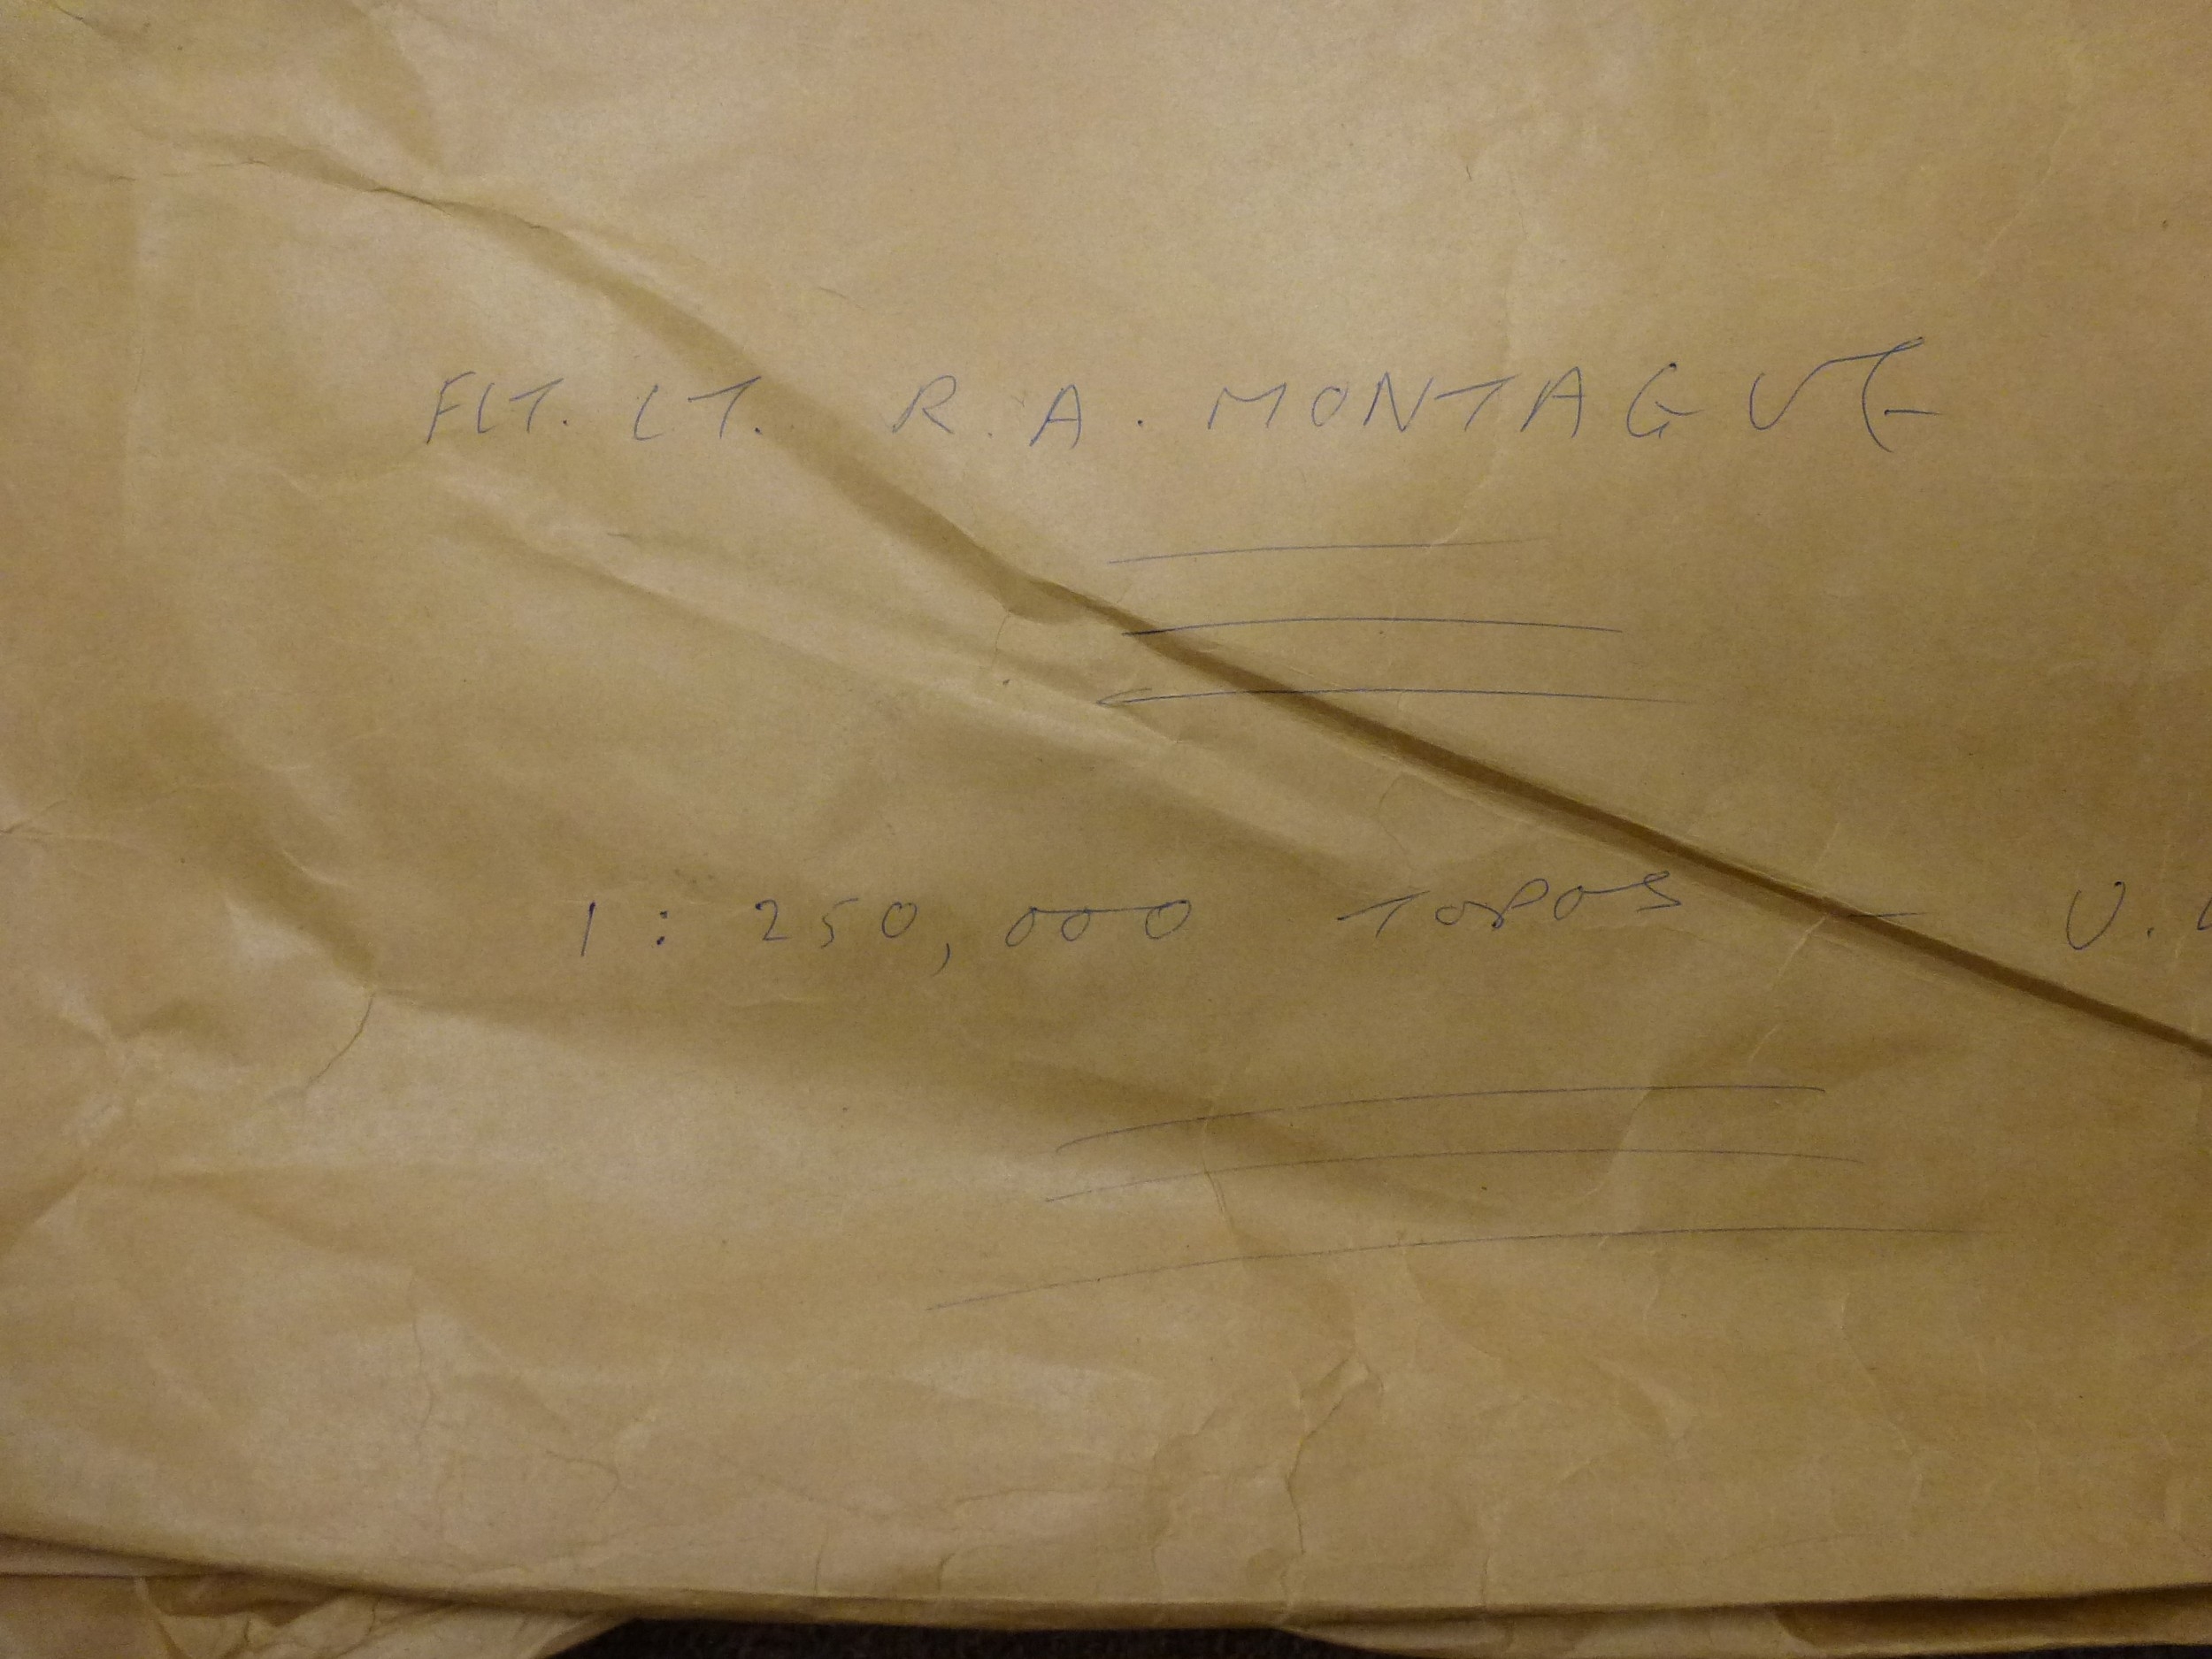 FLT. LT. R. A. MONTAGUE
1: 250,000 TOPOS — U.